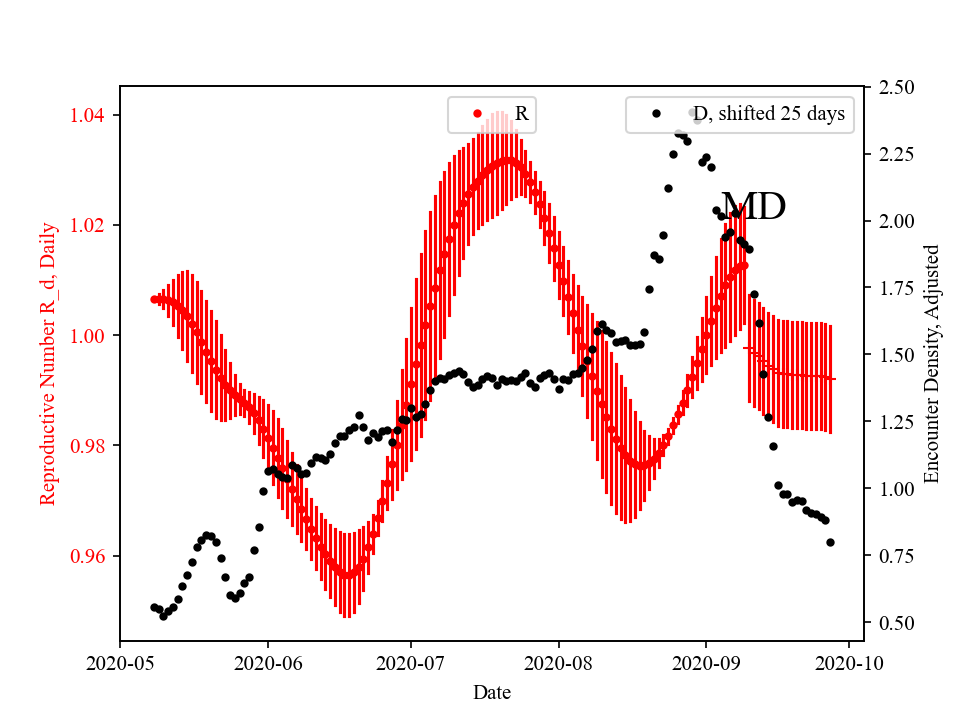 R
D, shifted 25 days
MD
Reproductive Number R_d, Daily
1.04
1.02
1.00
0.98
0.96
Encounter Density, Adjusted
2.50
2.25
2.00
1.75
1.50
1.25
1.00
0.75
0.50
2020-05 2020-06 2020-07 2020-08 2020-09 2020-10
Date